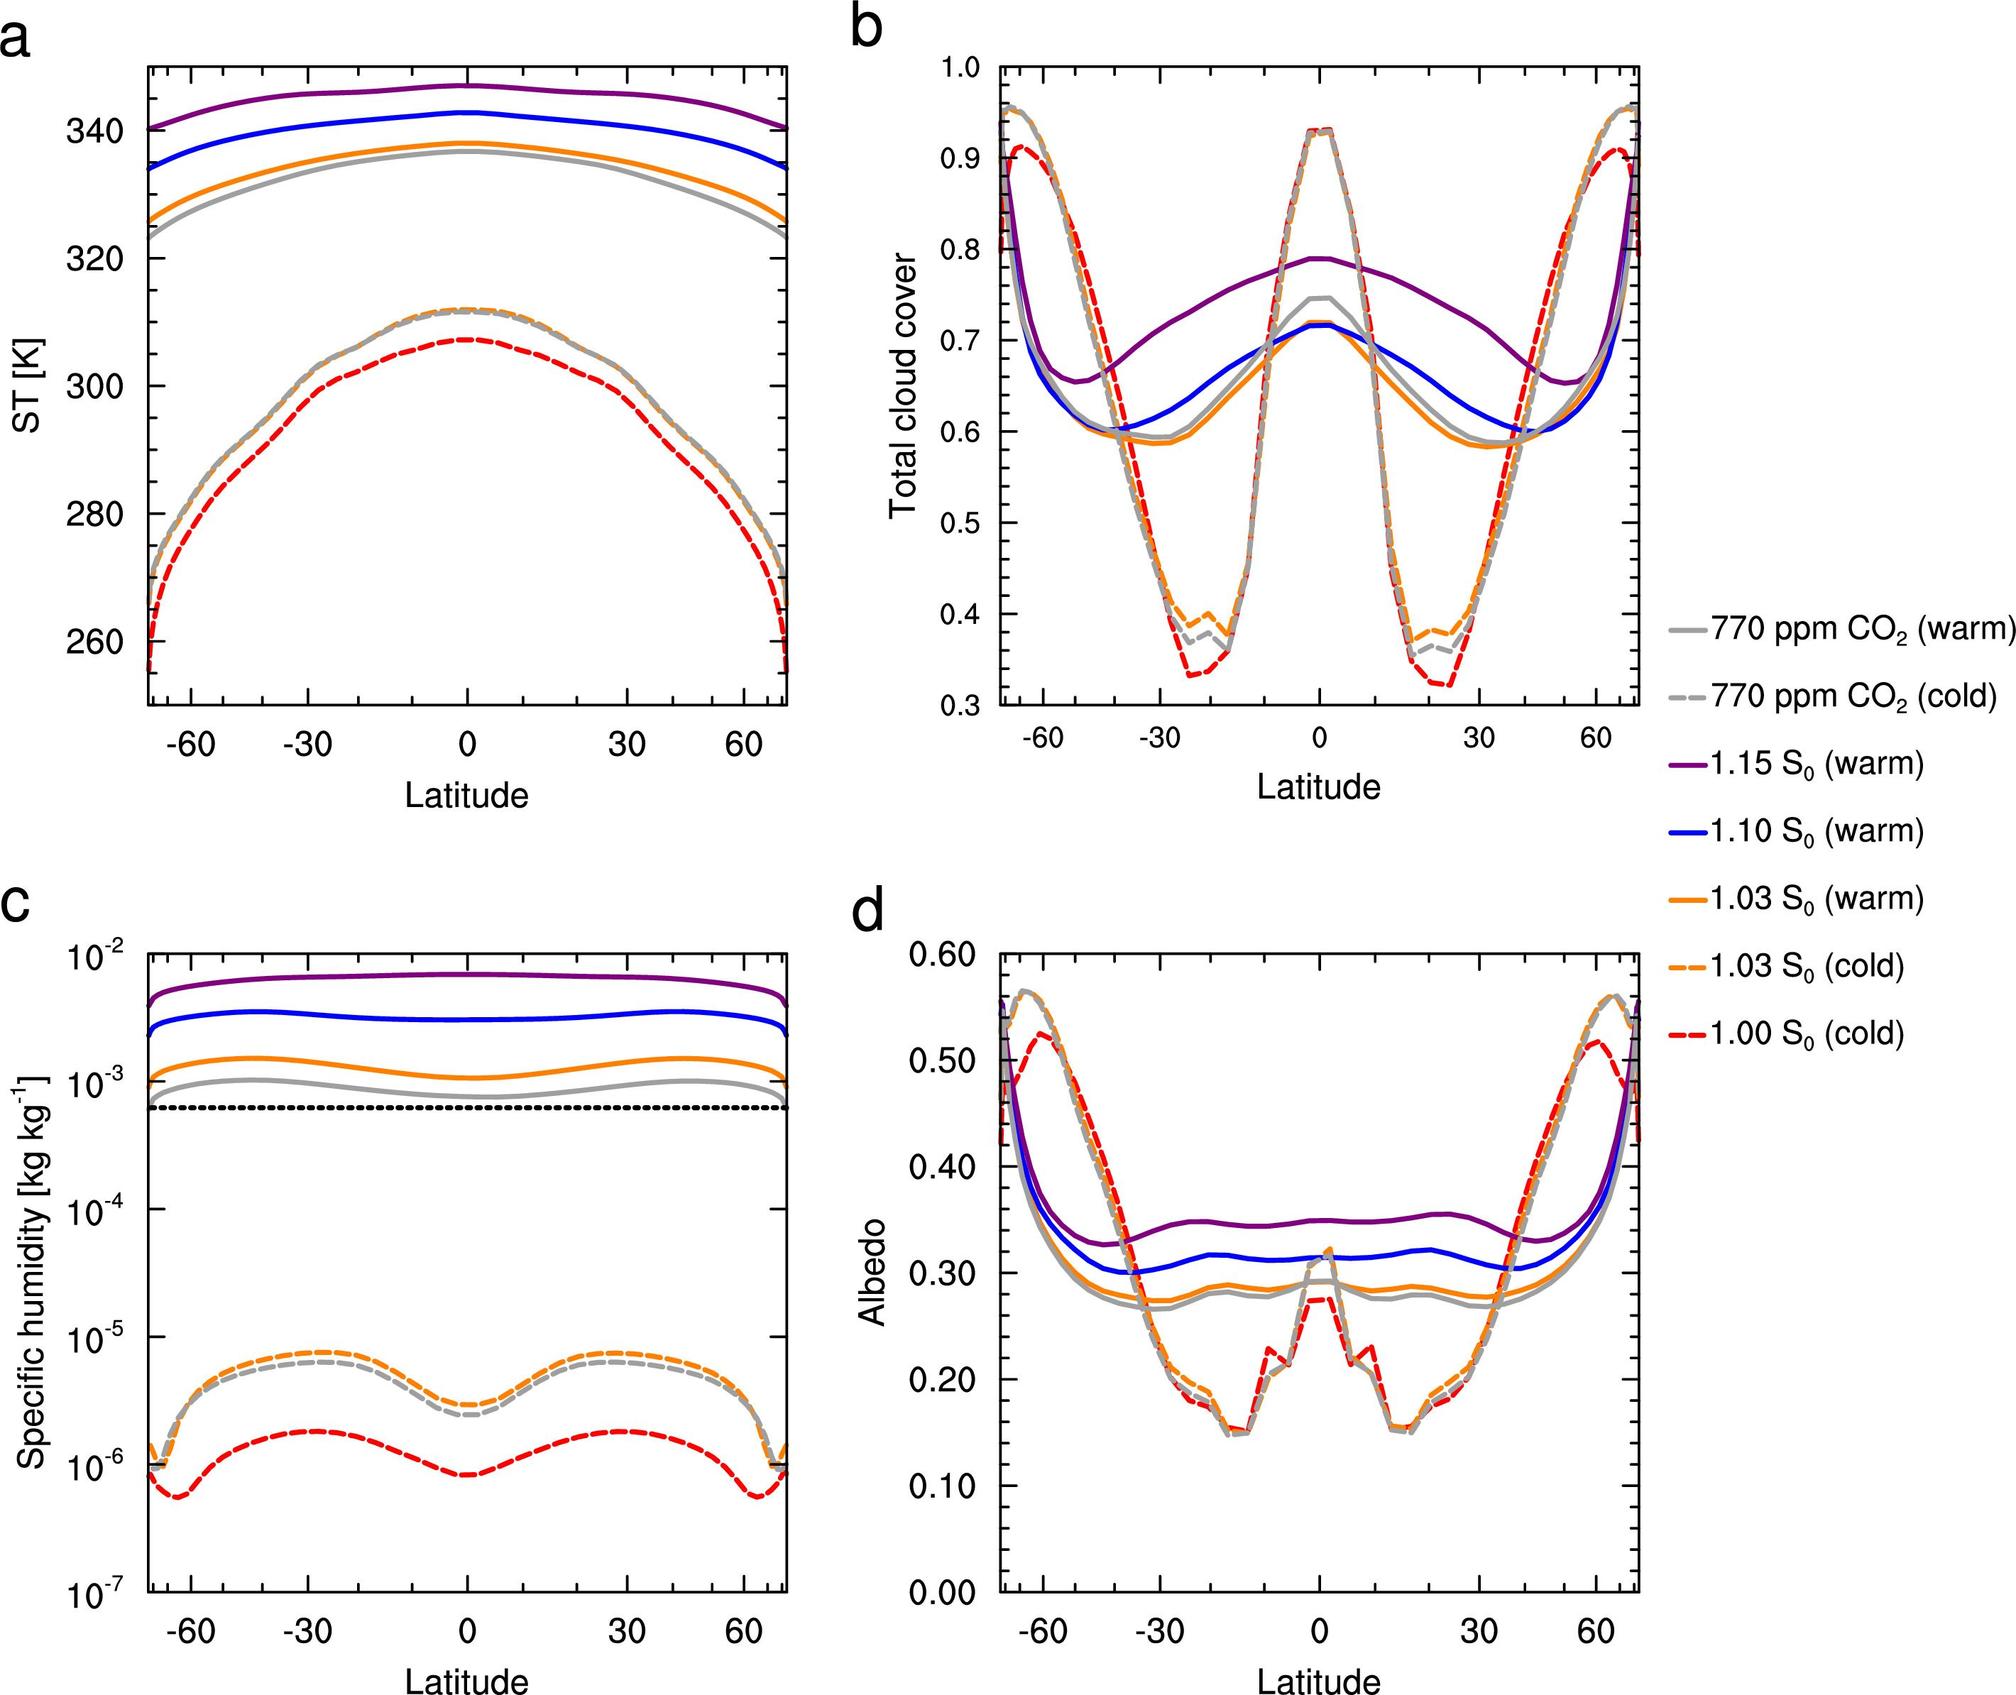 a
ST [K]
340
320
300
280
260
-60 -30 0 30 60
Latitude
b
Total cloud cover
1.0
0.9
0.8
0.7
0.6
0.5
0.4
0.3
-60 -30 0 30 60
Latitude
c
Specific humidity [kg kg⁻¹]
10⁻²
10⁻³
10⁻⁴
10⁻⁵
10⁻⁶
10⁻⁷
-60 -30 0 30 60
Latitude
d
Albedo
0.60
0.50
0.40
0.30
0.20
0.10
0.00
-60 -30 0 30 60
Latitude
770 ppm CO₂ (warm)
770 ppm CO₂ (cold)
1.15 S₀ (warm)
1.10 S₀ (warm)
1.03 S₀ (warm)
1.03 S₀ (cold)
1.00 S₀ (cold)